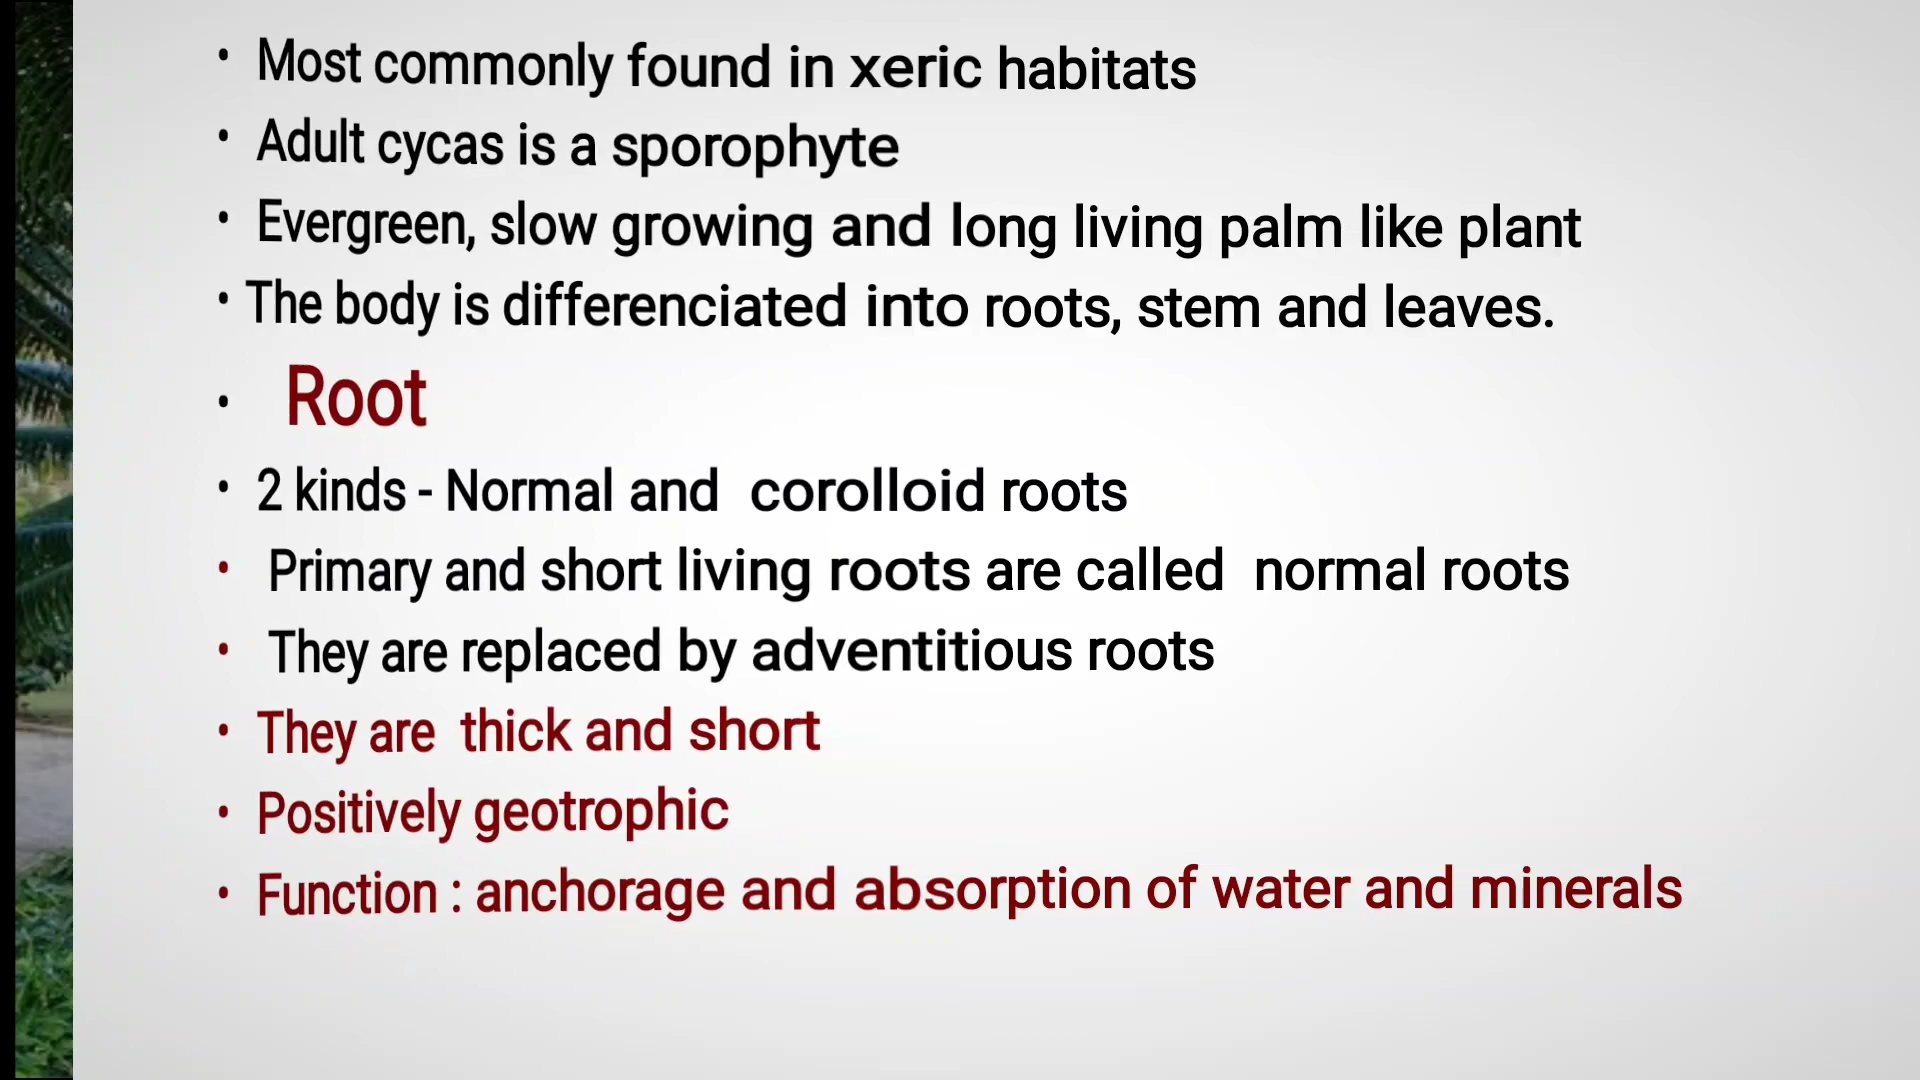 • Most commonly found in xeric habitats
• Adult cycas is a sporophyte
• Evergreen, slow growing and long living palm like plant
• The body is differenciated into roots, stem and leaves.
• Root
• 2 kinds - Normal and corolloid roots
• Primary and short living roots are called normal roots
• They are replaced by adventitious roots
• They are thick and short
• Positively geotrophic
• Function : anchorage and absorption of water and minerals